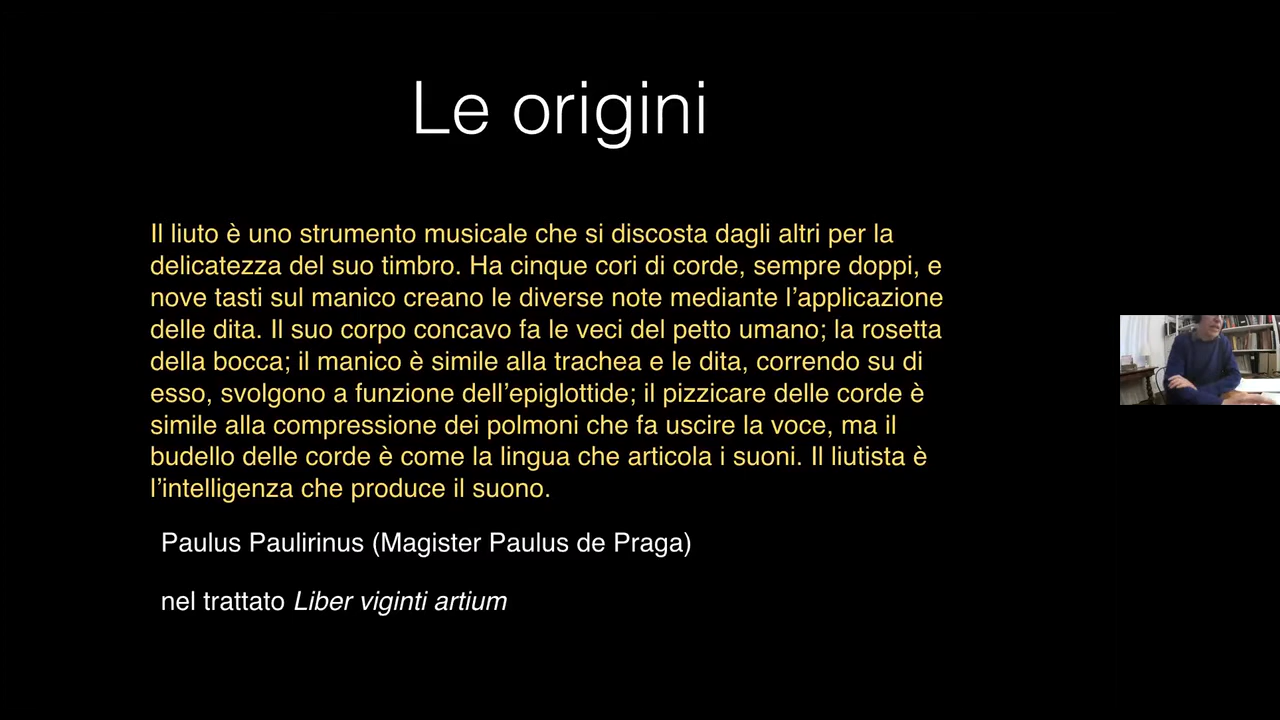 Le origini
Il liuto è uno strumento musicale che si discosta dagli altri per la
delicatezza del suo timbro. Ha cinque cori di corde, sempre doppi, e
nove tasti sul manico creano le diverse note mediante l’applicazione
delle dita. Il suo corpo concavo fa le veci del petto umano; la rosetta
della bocca; il manico è simile alla trachea e le dita, correndo su di
esso, svolgono a funzione dell’epiglottide; il pizzicare delle corde è
simile alla compressione dei polmoni che fa uscire la voce, ma il
budello delle corde è come la lingua che articola i suoni. Il liutista è
l’intelligenza che produce il suono.
Paulus Paulirinus (Magister Paulus de Praga)
nel trattato Liber viginti artium